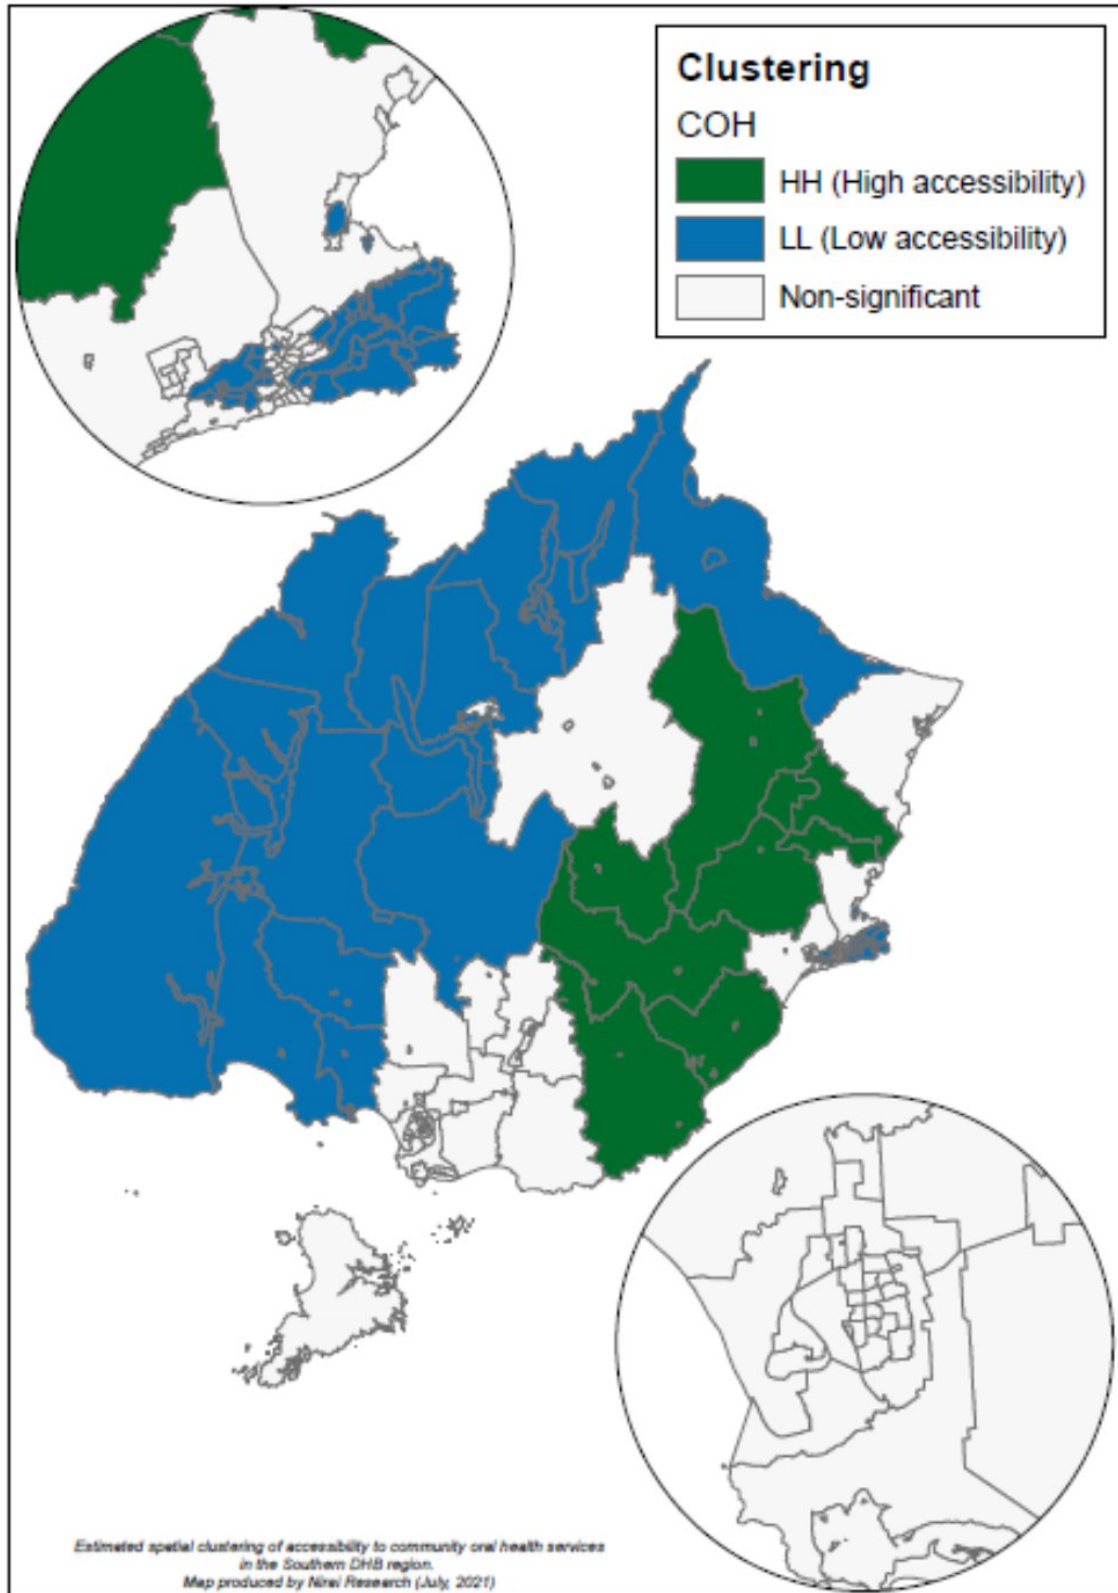 Clustering
COH
HH (High accessibility)
LL (Low accessibility)
Non-significant
Estimated spatial clustering of accessibility to community oral health services
in the Southern DHB region.
Map produced by Nirei Research (July, 2021)